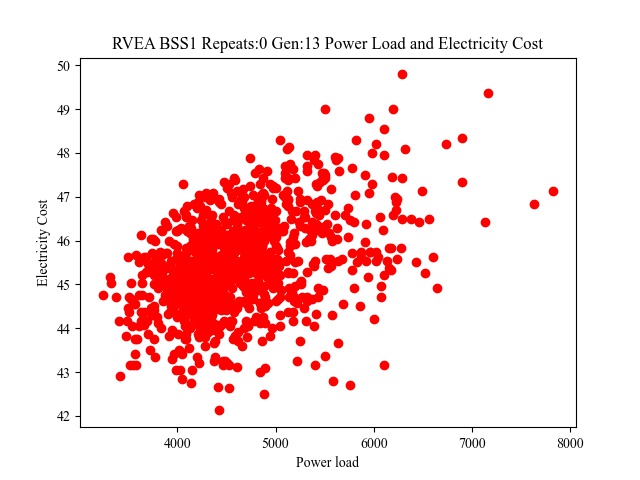 RVEA BSS1 Repeats:0 Gen:13 Power Load and Electricity Cost
50
49
48
47
46
45
44
43
42
Electricity Cost
4000 5000 6000 7000 8000
Power load